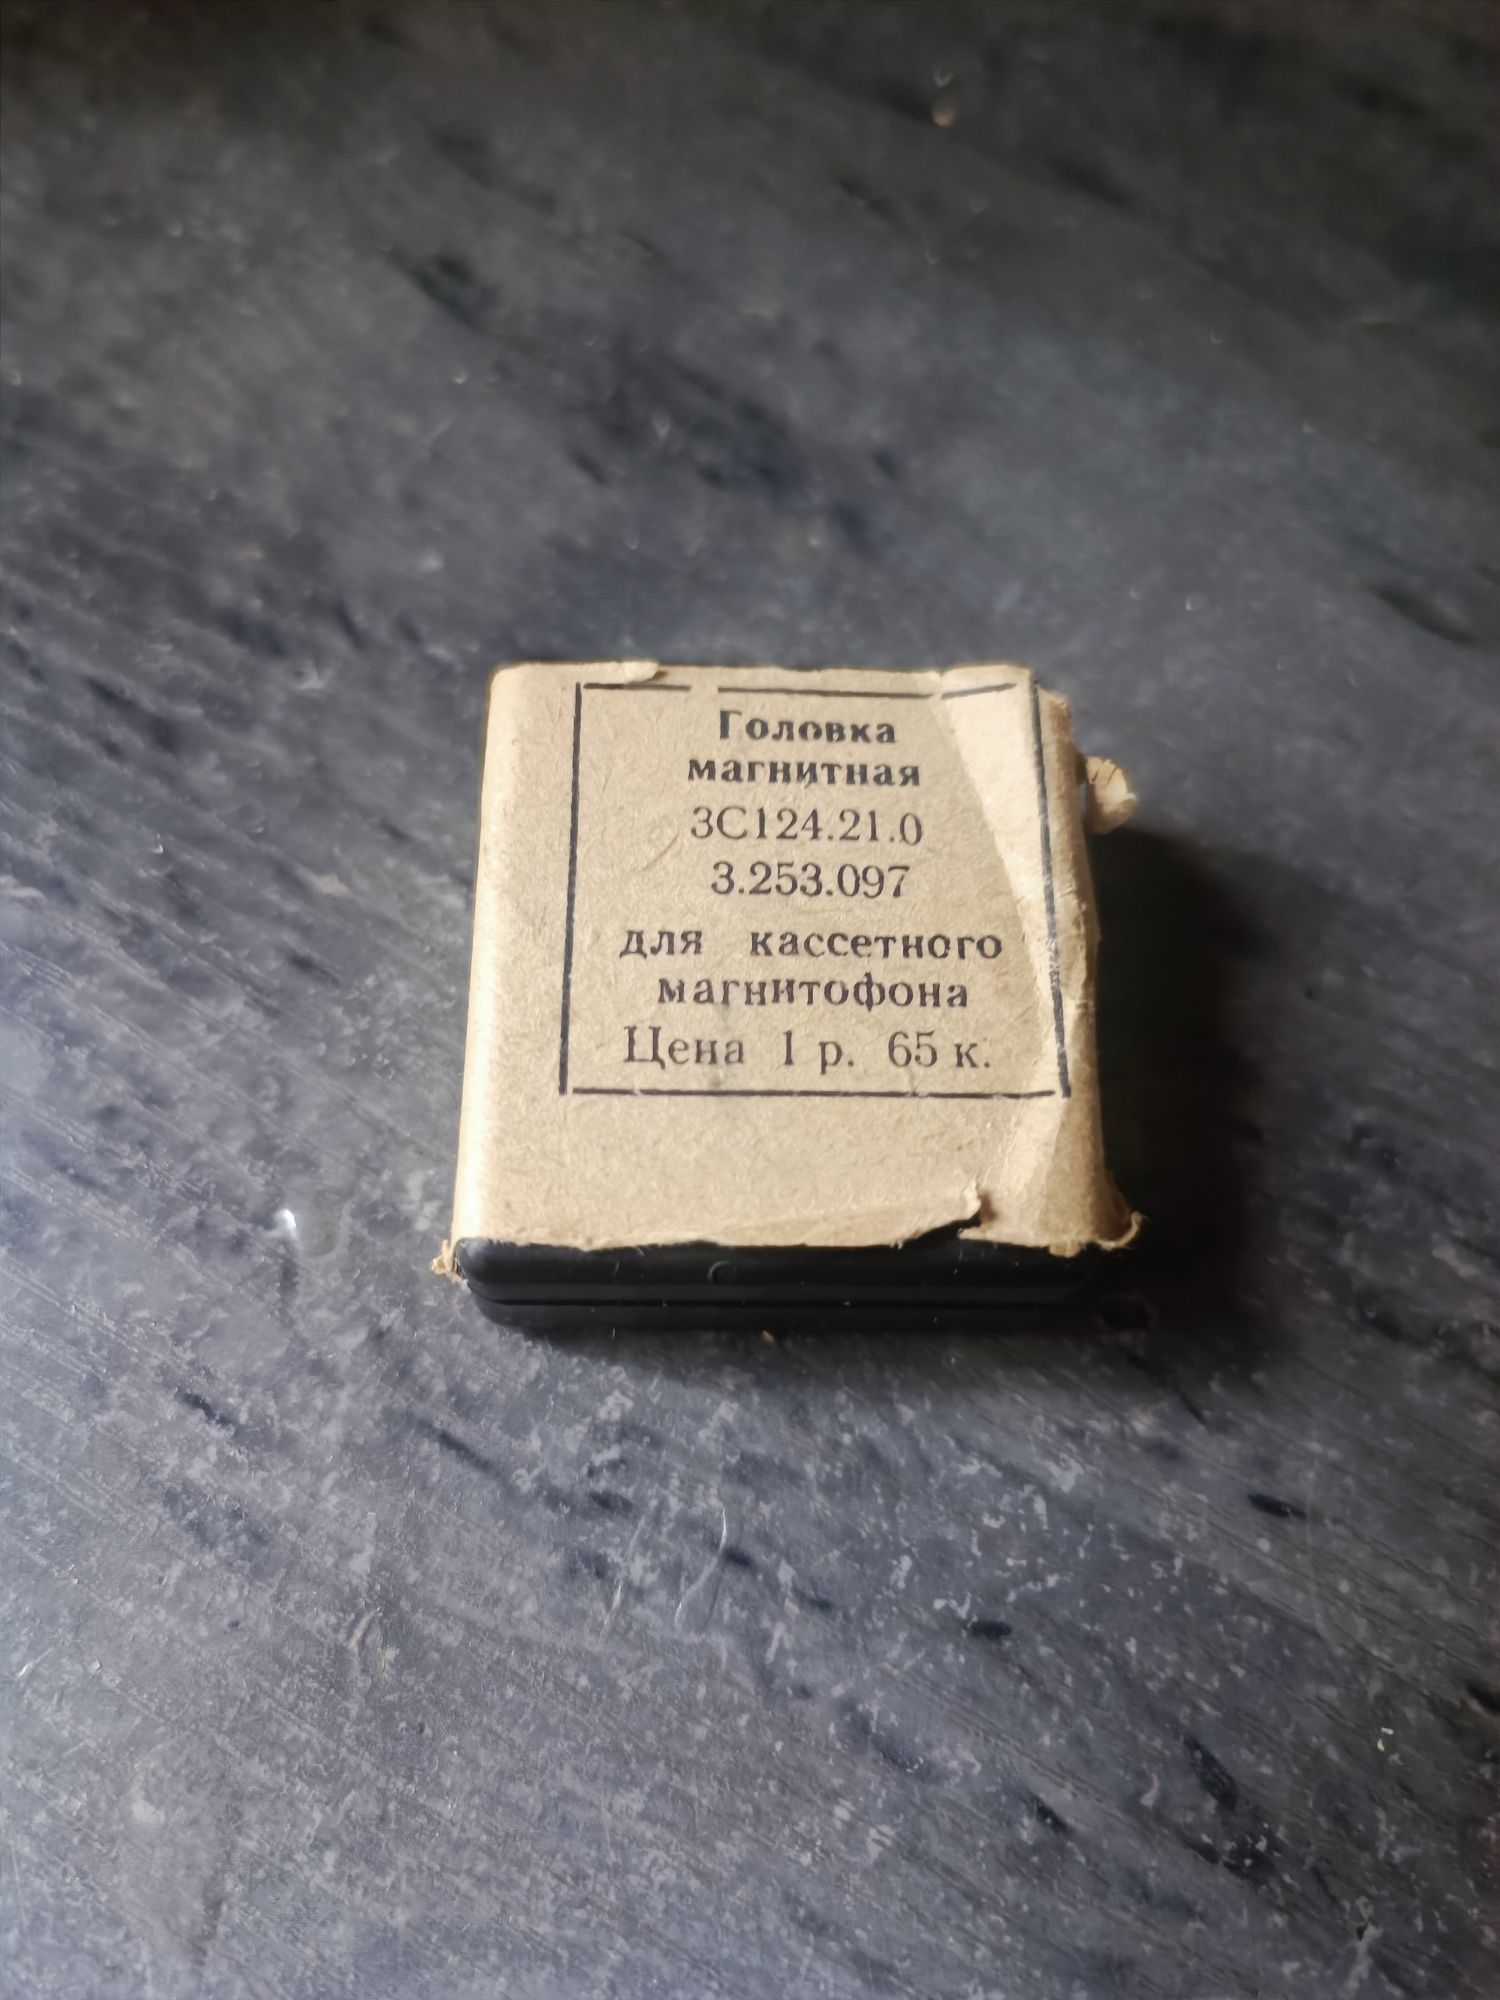 Головка
магнитная
3С124.21.0
3.253.097
для кассетного
магнитофона
Цена 1 р. 65 к.